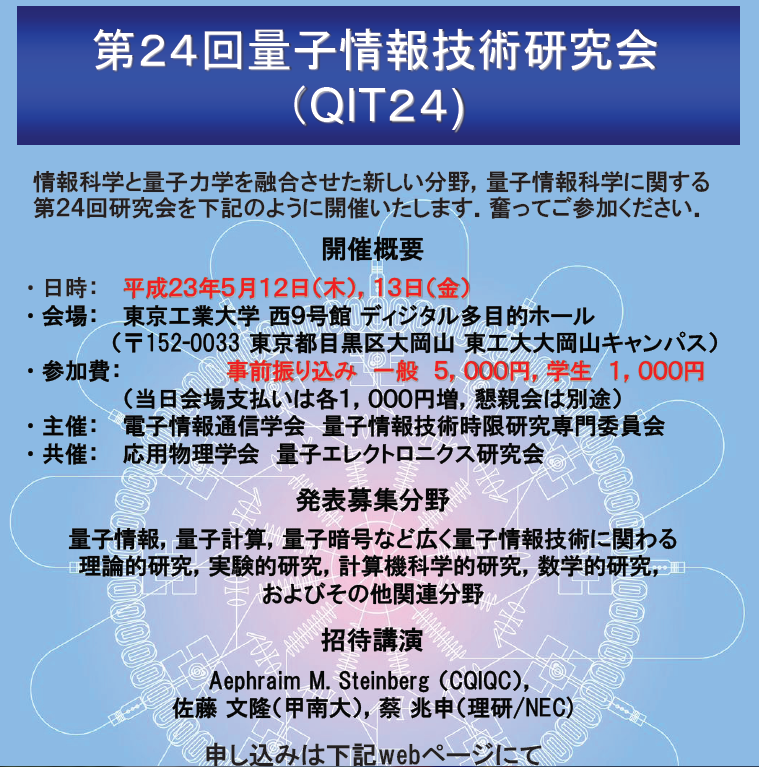 第２４回量子情報技術研究会
（QIT２４）
情報科学と量子力学を融合させた新しい分野，量子情報科学に関する
第24回研究会を下記のように開催いたします．奮ってご参加ください．
開催概要
・日時：　平成23年5月12日（木），13日（金）
・会場：　東京工業大学 西９号館 ディジタル多目的ホール
（〒152-0033 東京都目黒区大岡山 東工大大岡山キャンパス）
・参加費：　事前振り込み　一般　５，０００円，学生　１，０００円
（当日会場支払いは各１，０００円増，懇親会は別途）
・主催：　電子情報通信学会　量子情報技術時限研究専門委員会
・共催：　応用物理学会　量子エレクトロニクス研究会
発表募集分野
量子情報，量子計算，量子暗号など広く量子情報技術に関わる
理論的研究，実験的研究，計算機科学的研究，数学的研究，
およびその他関連分野
招待講演
Aephraim M. Steinberg （CQIQC），
佐藤 文隆（甲南大），蔡 兆申（理研/NEC）
申し込みは下記webページにて